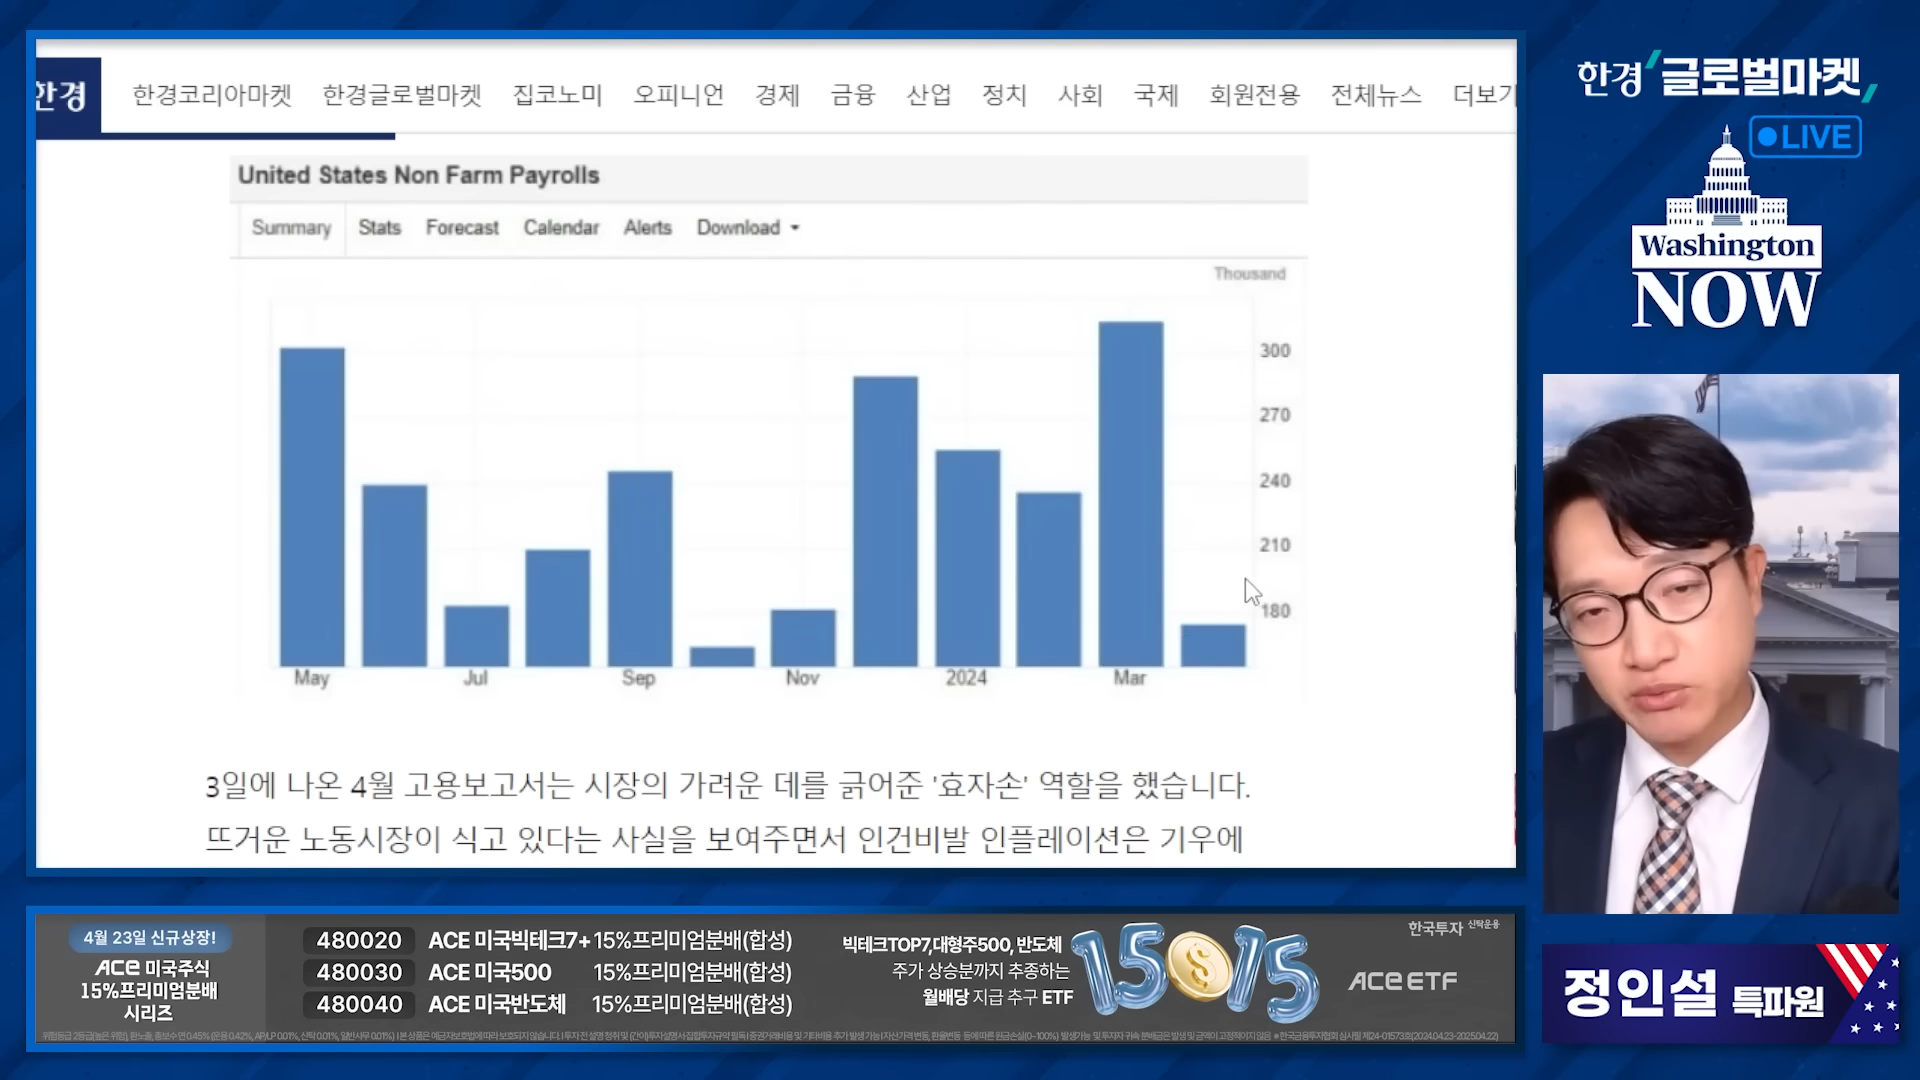 한경
한경코리아마켓 한경글로벌마켓 집코노미 오피니언 경제 금융 산업 정치 사회 국제 회원전용 전체뉴스 더보기
United States Non Farm Payrolls
Summary Stats Forecast Calendar Alerts Download
Thousand
300
270
240
210
180
May Jul Sep Nov 2024 Mar
3일에 나온 4월 고용보고서는 시장의 가려운 데를 긁어준 '효자손' 역할을 했습니다.
뜨거운 노동시장이 식고 있다는 사실을 보여주면서 인건비발 인플레이션은 기우에
한경 글로벌마켓
LIVE
Washington
NOW
정인설 특파원
4월 23일 신규상장!
ACE 미국주식
15%프리미엄분배
시리즈
480020 ACE 미국빅테크7+ 15%프리미엄분배(합성)
480030 ACE 미국500 15%프리미엄분배(합성)
480040 ACE 미국반도체 15%프리미엄분배(합성)
빅테크TOP7,대형주500, 반도체
주가 상승분까지 추종하는
월배당 지급 추구 ETF
15 $ 15
한국투자 신탁운용
ACE ETF